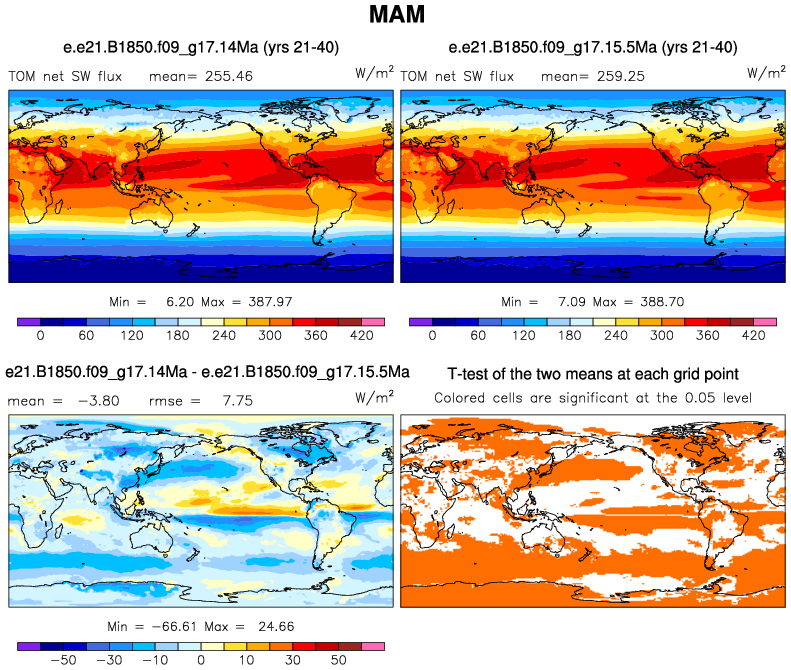 MAM
e.e21.B1850.f09_g17.14Ma (yrs 21-40)
TOM net SW flux mean= 255.46 W/m²
e.e21.B1850.f09_g17.15.5Ma (yrs 21-40)
TOM net SW flux mean= 259.25 W/m²
Min = 6.20 Max = 387.97
0 60 120 180 240 300 360 420
Min = 7.09 Max = 388.70
0 60 120 180 240 300 360 420
e21.B1850.f09_g17.14Ma - e.e21.B1850.f09_g17.15.5Ma
mean = -3.80 rmse = 7.75 W/m²
T-test of the two means at each grid point
Colored cells are significant at the 0.05 level
Min = -66.61 Max = 24.66
-50 -30 -10 0 10 30 50